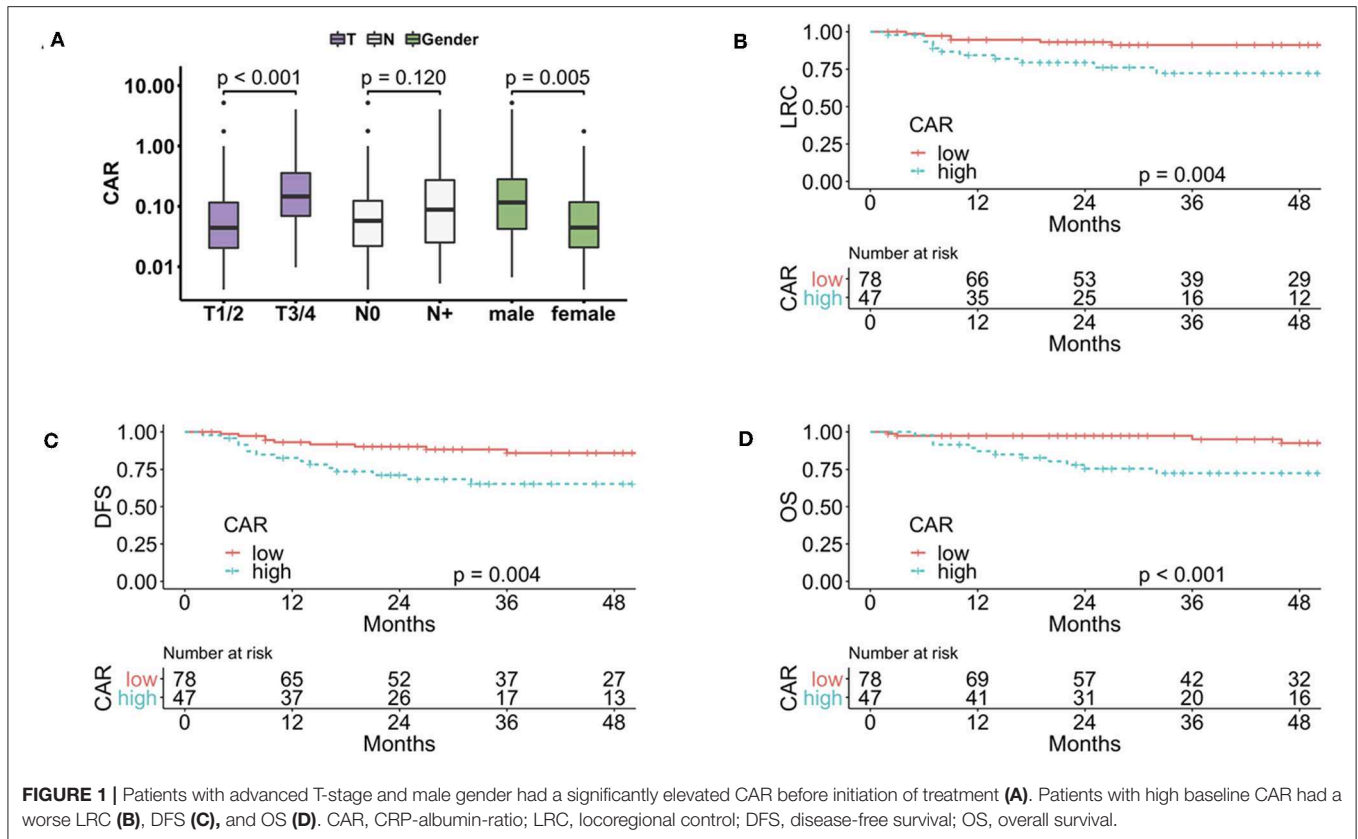 A
T N Gender
p < 0.001 p = 0.120 p = 0.005
10.00
1.00
0.10
0.01
CAR
T1/2 T3/4 N0 N+ male female
B
1.00
0.75
0.50
0.25
0.00
LRC
CAR
low
high
p = 0.004
0 12 24 36 48
Months
Number at risk
CAR
low 78 66 53 39 29
high 47 35 25 16 12
0 12 24 36 48
Months
C
1.00
0.75
0.50
0.25
0.00
DFS
CAR
low
high
p = 0.004
0 12 24 36 48
Months
Number at risk
CAR
low 78 65 52 37 27
high 47 37 26 17 13
0 12 24 36 48
Months
D
1.00
0.75
0.50
0.25
0.00
OS
CAR
low
high
p < 0.001
0 12 24 36 48
Months
Number at risk
CAR
low 78 69 57 42 32
high 47 41 31 20 16
0 12 24 36 48
Months
FIGURE 1 | Patients with advanced T-stage and male gender had a significantly elevated CAR before initiation of treatment (A). Patients with high baseline CAR had a
worse LRC (B), DFS (C), and OS (D). CAR, CRP-albumin-ratio; LRC, locoregional control; DFS, disease-free survival; OS, overall survival.